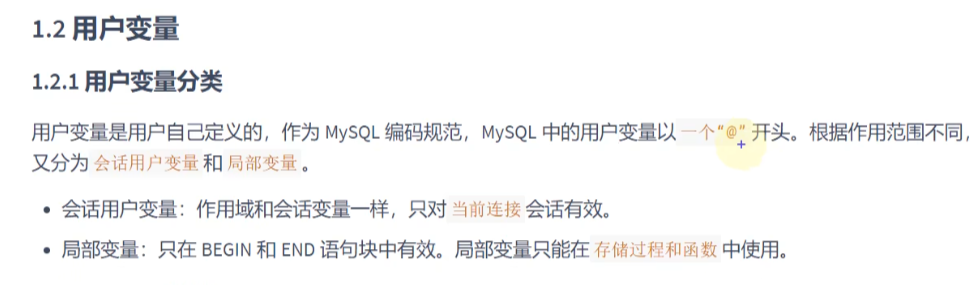 1.2 用户变量
1.2.1 用户变量分类
用户变量是用户自己定义的，作为 MySQL 编码规范，MySQL 中的用户变量以 一个“@” 开头。根据作用范围不同，
又分为 会话用户变量 和 局部变量 。
• 会话用户变量：作用域和会话变量一样，只对 当前连接 会话有效。
• 局部变量：只在 BEGIN 和 END 语句块中有效。局部变量只能在 存储过程和函数 中使用。